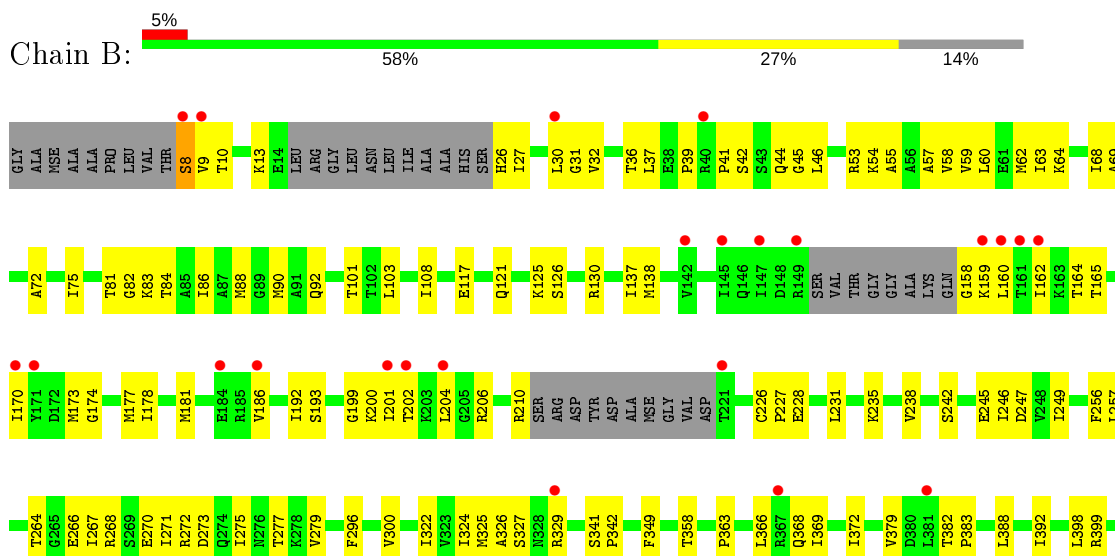 5%
Chain B:
58% 27% 14%
GLY ALA MSE ALA ALA PRO LEU VAL THR S8 V9 T10 K13 E14 LEU ARG GLY LEU ASN LEU ILE ALA ALA HIS SER H26 I27 L30 G31 V32 T36 L37 E38 P39 R40 P41 S42 S43 Q44 G45 L46 R53 K54 A55 A56 A57 V58 V59 L60 E61 M62 I63 K64 I68 A69
A72 I75 T81 G82 K83 T84 A85 I86 A87 M88 G89 M90 A91 Q92 T101 T102 L103 I108 E117 Q121 K125 S126 R130 I137 M138 V142 I145 Q146 I147 D148 R149 SER VAL THR GLY GLY ALA LYS GLN G158 K159 L160 T161 I162 K163 T164 T165
I170 Y171 D172 M173 G174 M177 I178 M181 E184 R185 V186 I192 S193 G199 K200 I201 T202 K203 L204 G205 R206 R210 SER ARG ASP TYR ASP ALA MSE GLY VAL ASP T221 C226 P227 E228 L231 K235 V238 S242 E245 I246 D247 V248 I249 F256
T264 G265 E266 I267 R268 S269 E270 I271 R272 D273 Q274 I275 N276 T277 K278 V279 F296 V300 I322 V323 I324 M325 A326 S327 N328 R329 S341 P342 F349 T358 P363 L366 R367 Q368 I369 I372 V379 D380 L381 T382 P383 L388 I392 L398 R399